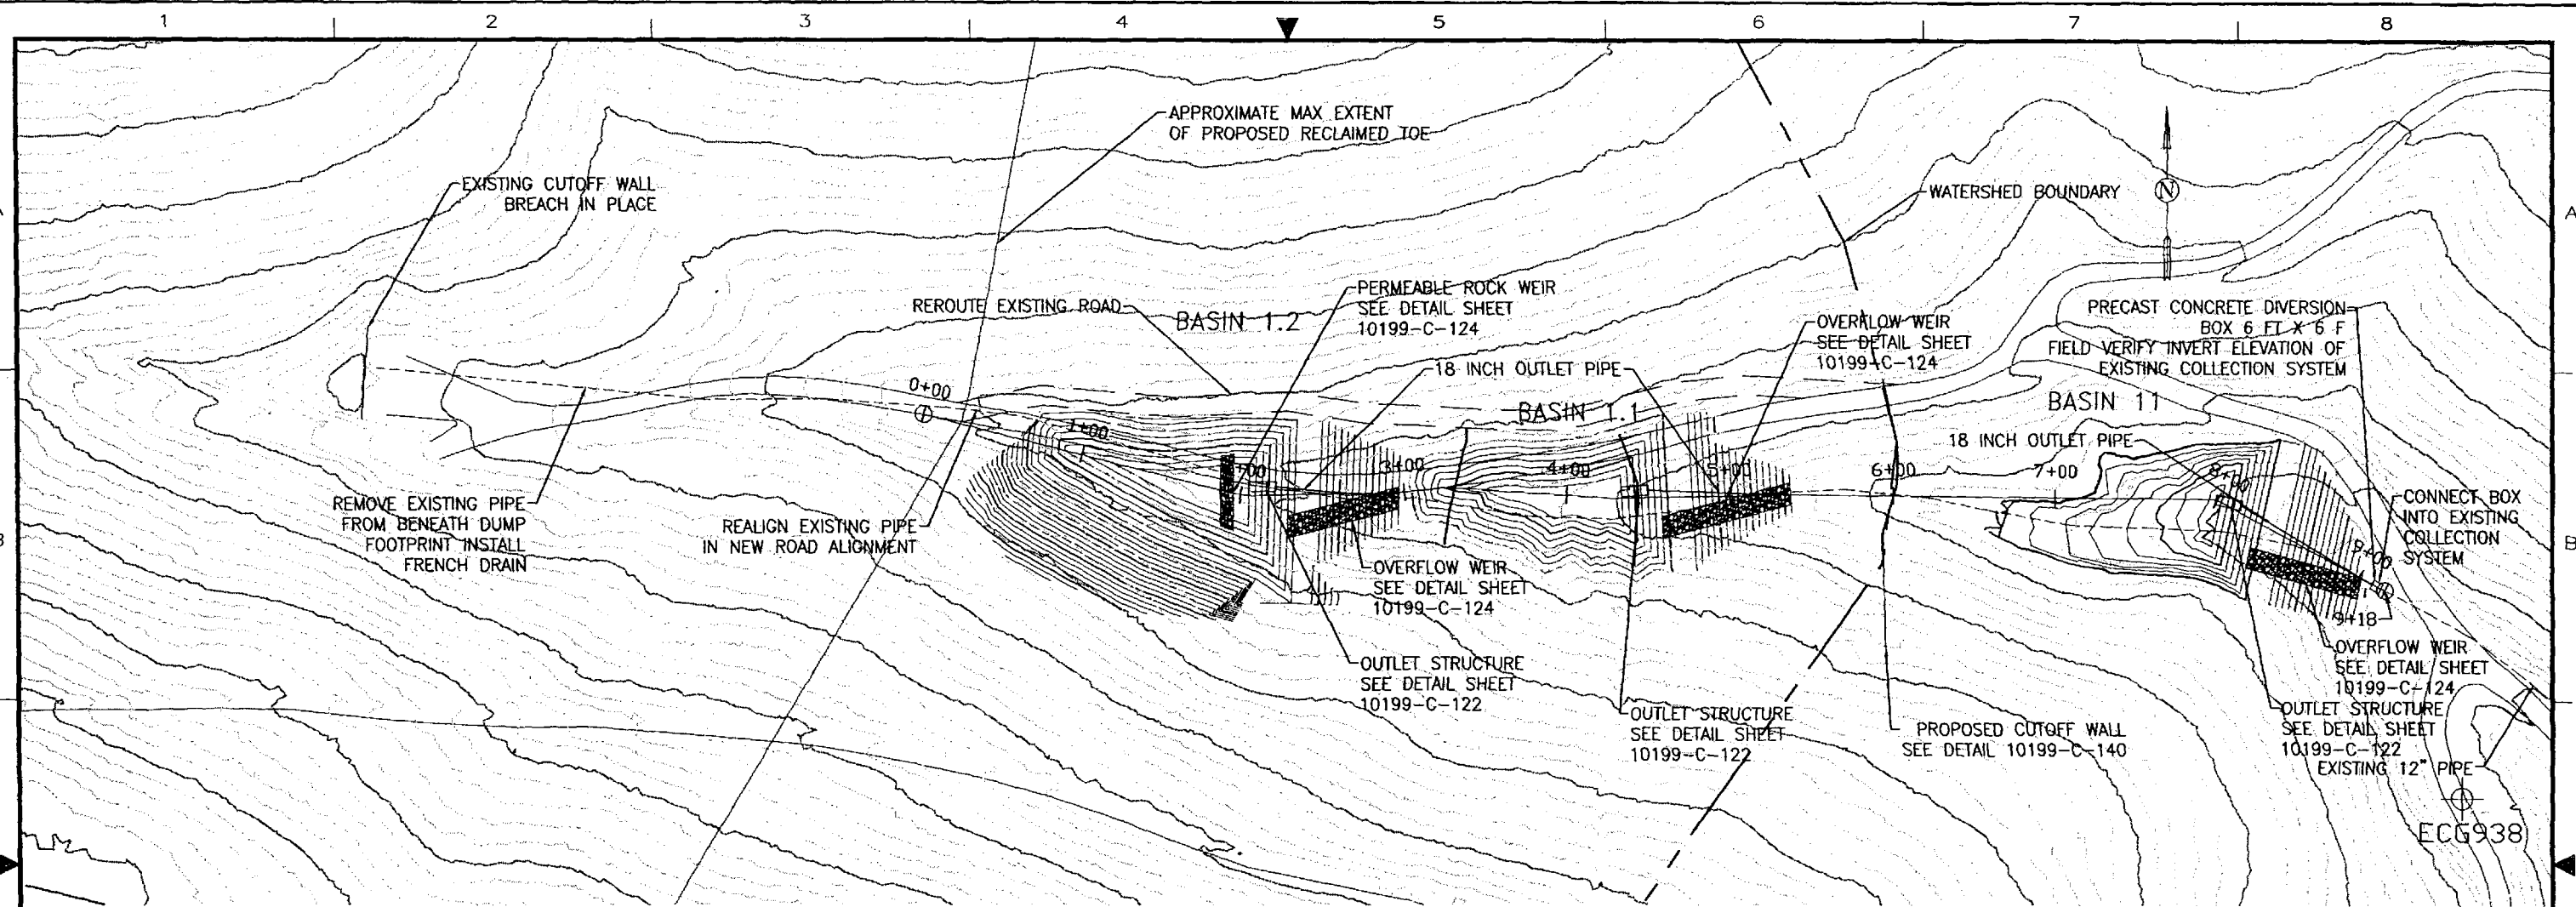 1 2 3 4 5 6 7 8
APPROXIMATE MAX EXTENT
OF PROPOSED RECLAIMED TOE
EXISTING CUTOFF WALL
BREACH IN PLACE
WATERSHED BOUNDARY
N
A
REROUTE EXISTING ROAD
BASIN 1.2
PERMEABLE ROCK WEIR
SEE DETAIL SHEET
10199-C-124
18 INCH OUTLET PIPE
OVERFLOW WEIR
SEE DETAIL SHEET
10199-C-124
PRECAST CONCRETE DIVERSION
BOX 6 FT X 6 F
FIELD VERIFY INVERT ELEVATION OF
EXISTING COLLECTION SYSTEM
BASIN 1.1
BASIN 11
18 INCH OUTLET PIPE
0+00
1+00
+00
3+00
4+00
5+00
6+00
7+00
9+00
9+18
REMOVE EXISTING PIPE
FROM BENEATH DUMP
FOOTPRINT INSTALL
FRENCH DRAIN
REALIGN EXISTING PIPE
IN NEW ROAD ALIGNMENT
CONNECT BOX
INTO EXISTING
COLLECTION
SYSTEM
B
B
OVERFLOW WEIR
SEE DETAIL SHEET
10199-C-124
OUTLET STRUCTURE
SEE DETAIL SHEET
10199-C-122
OUTLET STRUCTURE
SEE DETAIL SHEET
10199-C-122
PROPOSED CUTOFF WALL
SEE DETAIL 10199-C-140
OVERFLOW WEIR
SEE DETAIL SHEET
10199-C-124
OUTLET STRUCTURE
SEE DETAIL SHEET
10199-C-122
EXISTING 12" PIPE
ECG938